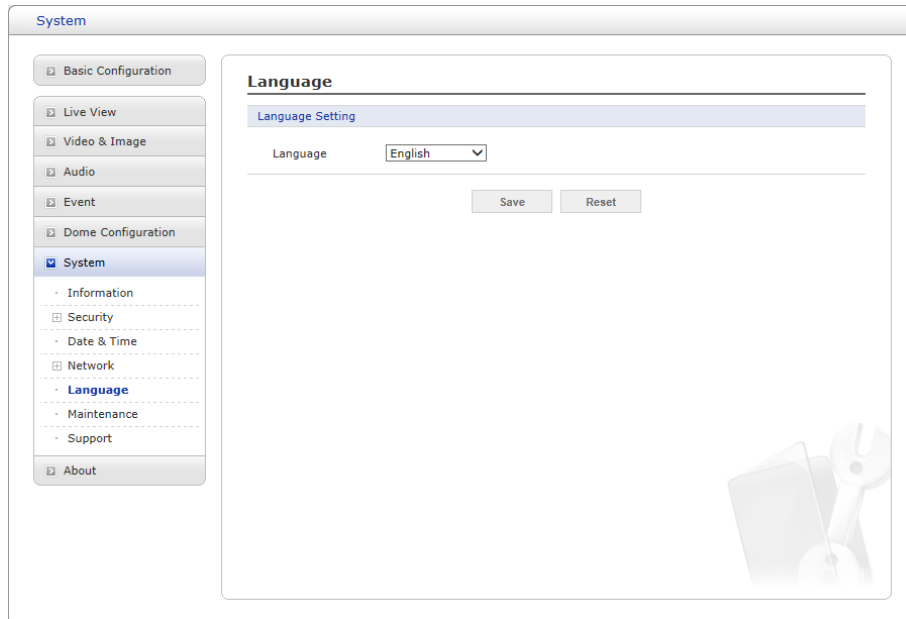 System
Basic Configuration
Live View
Video & Image
Audio
Event
Dome Configuration
System
Information
Security
Date & Time
Network
Language
Maintenance
Support
About
Language
Language Setting
Language English
Save Reset